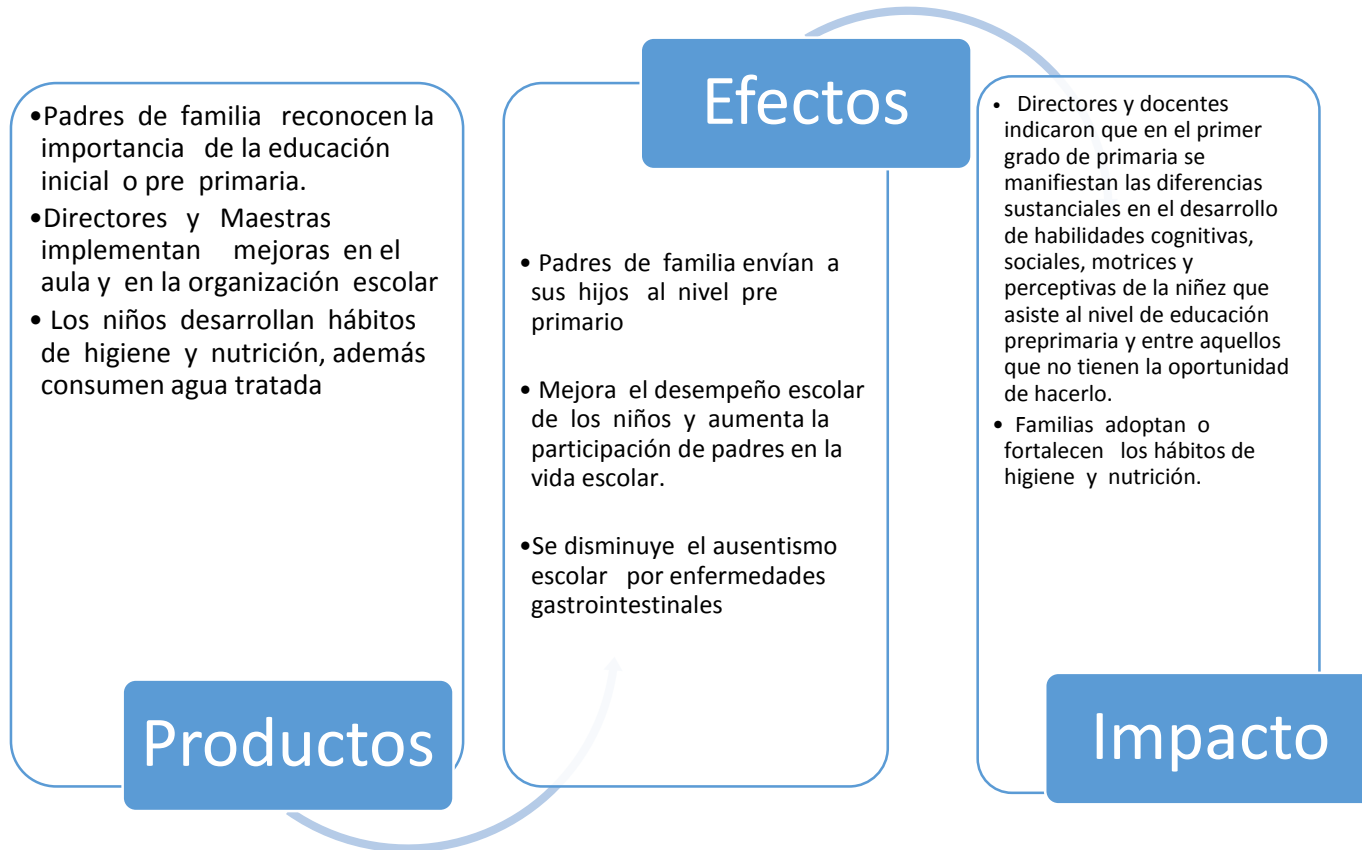 •Padres de familia reconocen la
importancia de la educación
inicial o pre primaria.
•Directores y Maestras
implementan mejoras en el
aula y en la organización escolar
• Los niños desarrollan hábitos
de higiene y nutrición, además
consumen agua tratada
Productos
Efectos
• Padres de familia envían a
sus hijos al nivel pre
primario
• Mejora el desempeño escolar
de los niños y aumenta la
participación de padres en la
vida escolar.
•Se disminuye el ausentismo
escolar por enfermedades
gastrointestinales
• Directores y docentes
indicaron que en el primer
grado de primaria se
manifiestan las diferencias
sustanciales en el desarrollo
de habilidades cognitivas,
sociales, motrices y
perceptivas de la niñez que
asiste al nivel de educación
preprimaria y entre aquellos
que no tienen la oportunidad
de hacerlo.
• Familias adoptan o
fortalecen los hábitos de
higiene y nutrición.
Impacto